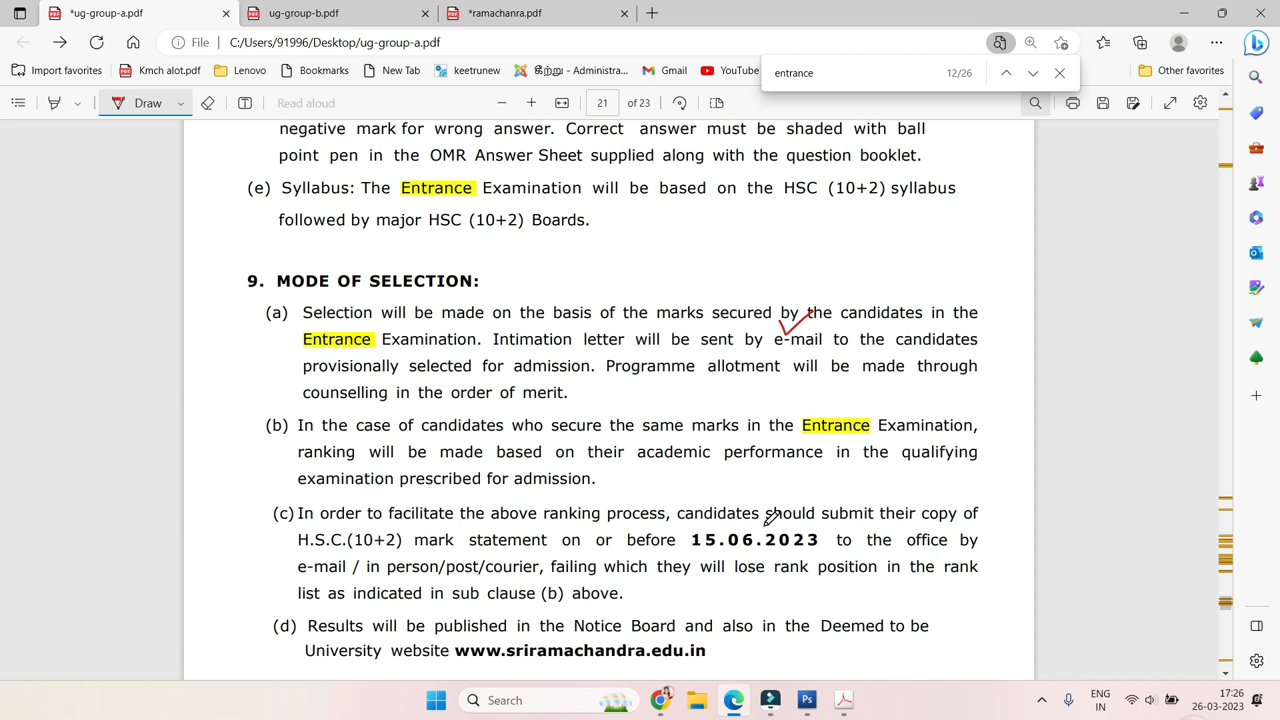 *ug-group-a.pdf
ug-group-b.pdf
*ramachanra.pdf
File
C:/Users/91996/Desktop/ug-group-a.pdf
Import favorites
Kmch alot.pdf
Lenovo
Bookmarks
New Tab
keetrunew
- Administra...
Gmail
YouTube
Other favorites
entrance
12/26
Draw
Read aloud
21
of 23
negative mark for wrong answer. Correct answer must be shaded with ball
point pen in the OMR Answer Sheet supplied along with the question booklet.
(e) Syllabus: The Entrance Examination will be based on the HSC (10+2) syllabus
followed by major HSC (10+2) Boards.
9. MODE OF SELECTION:
(a) Selection will be made on the basis of the marks secured by the candidates in the
Entrance Examination. Intimation letter will be sent by e-mail to the candidates
provisionally selected for admission. Programme allotment will be made through
counselling in the order of merit.
(b) In the case of candidates who secure the same marks in the Entrance Examination,
ranking will be made based on their academic performance in the qualifying
examination prescribed for admission.
(c) In order to facilitate the above ranking process, candidates should submit their copy of
H.S.C.(10+2) mark statement on or before 15.06.2023 to the office by
e-mail / in person/post/courier, failing which they will lose rank position in the rank
list as indicated in sub clause (b) above.
(d) Results will be published in the Notice Board and also in the Deemed to be
University website www.sriramachandra.edu.in
Search
ENG
IN
17:26
26-03-2023